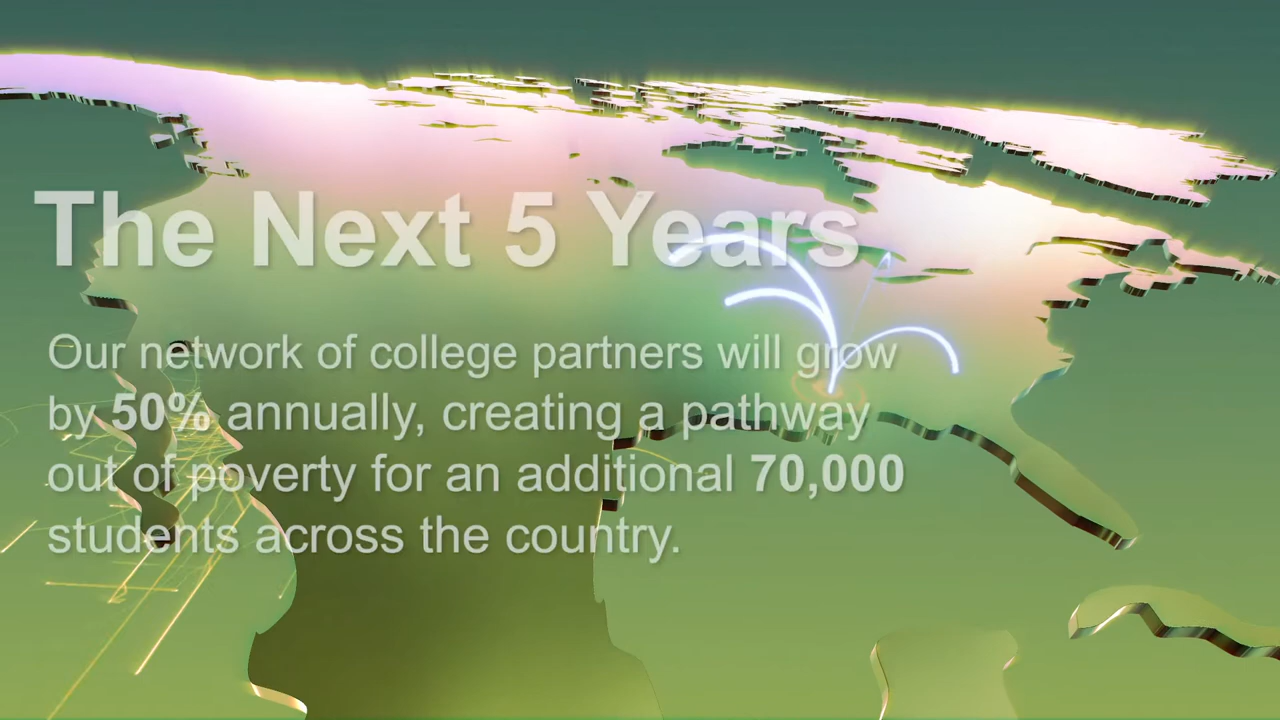 The Next 5 Years
Our network of college partners will grow
by 50% annually, creating a pathway
out of poverty for an additional 70,000
students across the country.